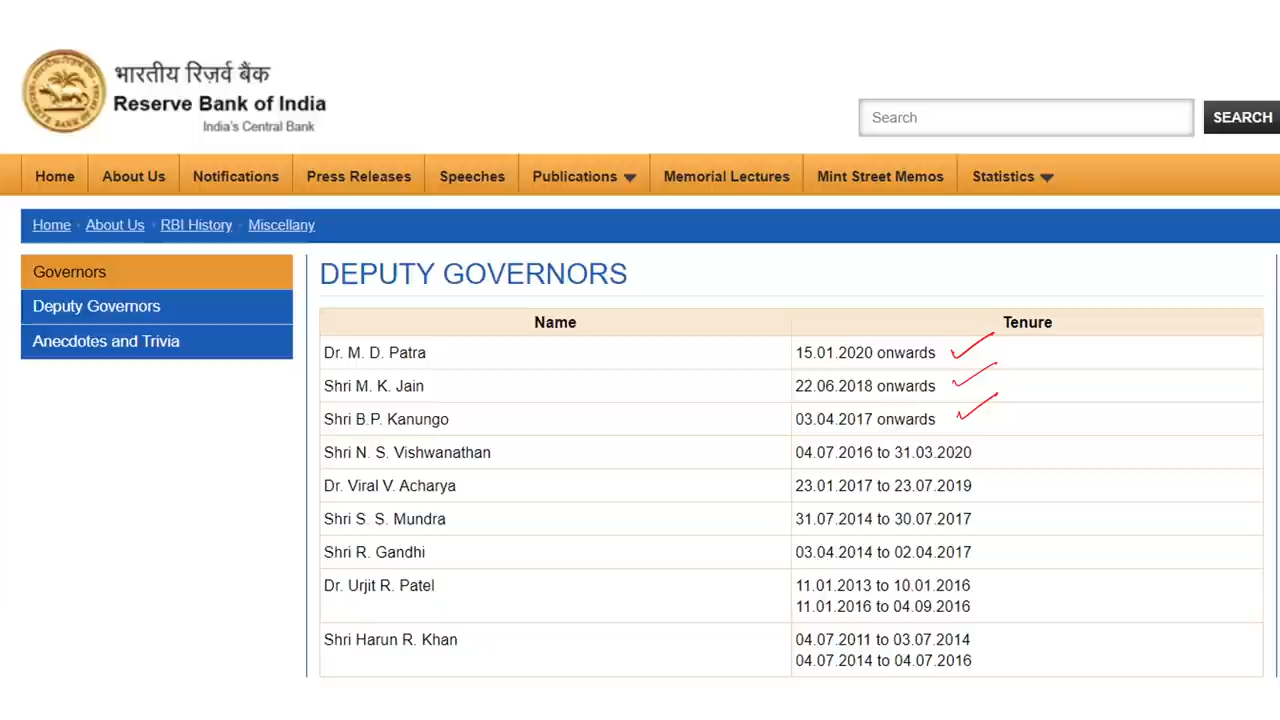 भारतीय रिज़र्व बैंक
Reserve Bank of India
India's Central Bank
Search
SEARCH
Home About Us Notifications Press Releases Speeches Publications Memorial Lectures Mint Street Memos Statistics
Home About Us RBI History Miscellany
Governors
Deputy Governors
Anecdotes and Trivia
DEPUTY GOVERNORS
Name Tenure
Dr. M. D. Patra 15.01.2020 onwards
Shri M. K. Jain 22.06.2018 onwards
Shri B.P. Kanungo 03.04.2017 onwards
Shri N. S. Vishwanathan 04.07.2016 to 31.03.2020
Dr. Viral V. Acharya 23.01.2017 to 23.07.2019
Shri S. S. Mundra 31.07.2014 to 30.07.2017
Shri R. Gandhi 03.04.2014 to 02.04.2017
Dr. Urjit R. Patel 11.01.2013 to 10.01.2016
11.01.2016 to 04.09.2016
Shri Harun R. Khan 04.07.2011 to 03.07.2014
04.07.2014 to 04.07.2016